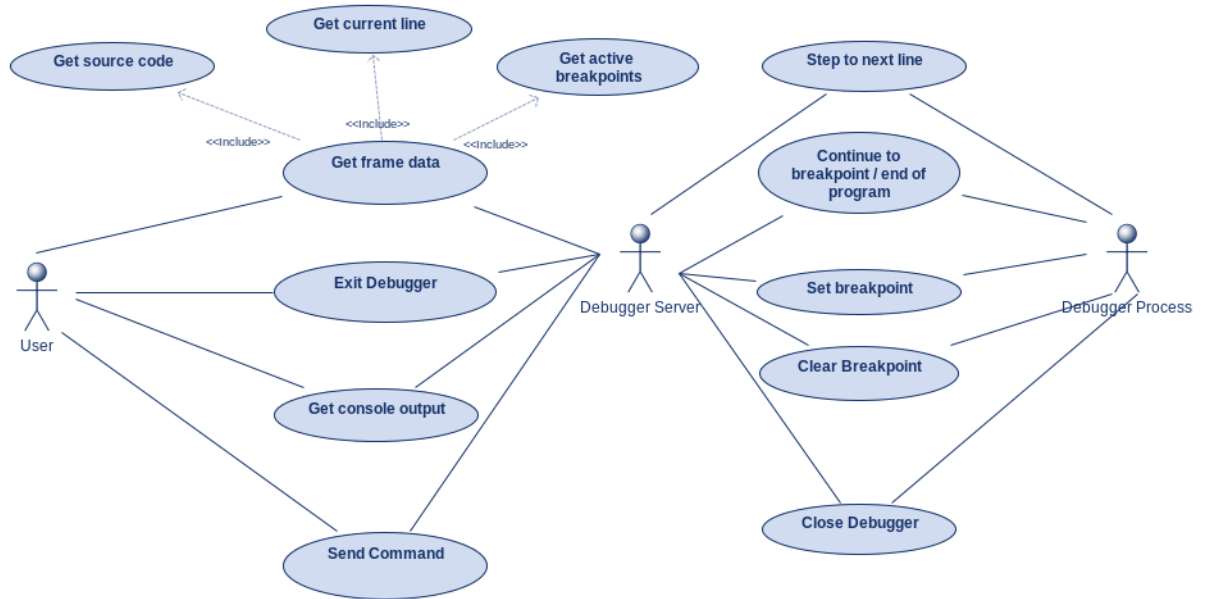 Get current line
Get source code
Get active
breakpoints
Step to next line
<<Include>>
<<Include>>
<<Include>>
Get frame data
Continue to
breakpoint / end of
program
Exit Debugger
Set breakpoint
Debugger Server
Debugger Process
User
Clear Breakpoint
Get console output
Close Debugger
Send Command